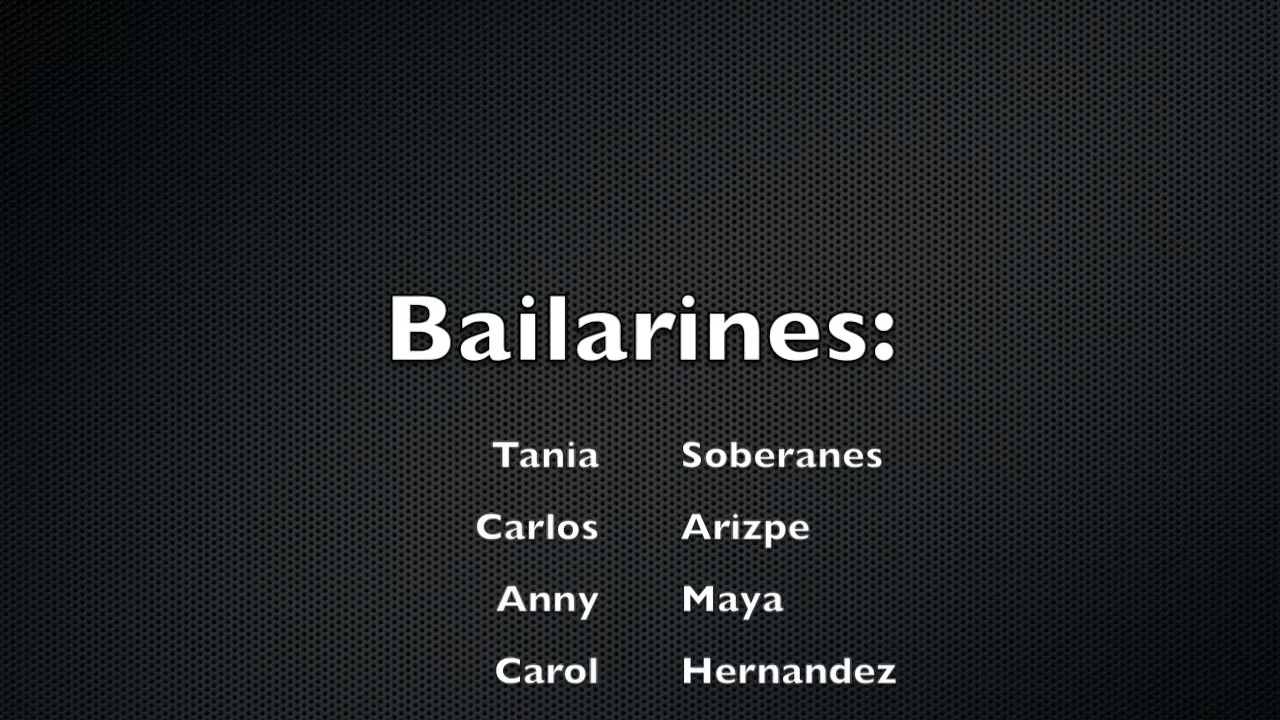 Bailarines:
Tania Soberanes
Carlos Arizpe
Anny Maya
Carol Hernandez